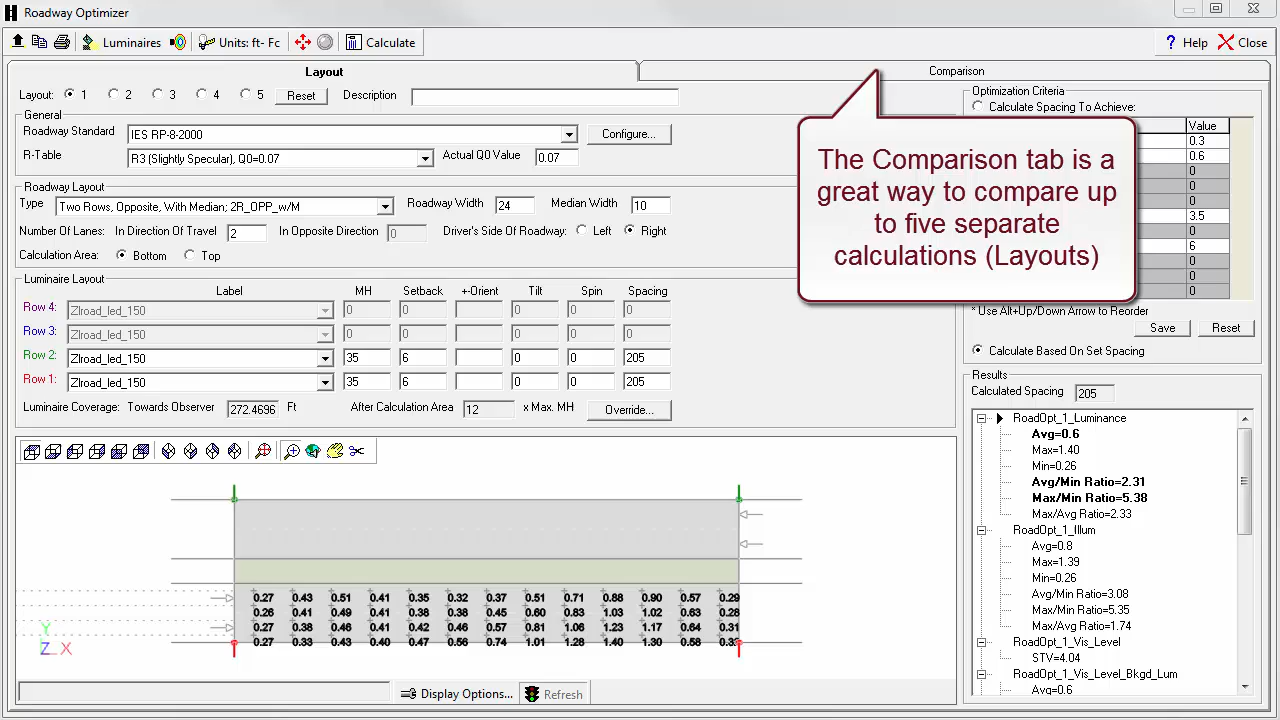 Roadway Optimizer
Luminaires Units: ft- Fc Calculate Help Close
Layout Comparison
Layout: 1 2 3 4 5 Reset Description
General
Roadway Standard IES RP-8-2000 Configure...
R-Table R3 (Slightly Specular), Q0=0.07 Actual Q0 Value 0.07
Roadway Layout
Type Two Rows, Opposite, With Median; 2R_OPP_w/M Roadway Width 24 Median Width 10
Number Of Lanes: In Direction Of Travel 2 In Opposite Direction 0 Driver's Side Of Roadway: Left Right
Calculation Area: Bottom Top
Luminaire Layout
Label MH Setback +-Orient Tilt Spin Spacing
Row 4: Zlroad_led_150 0 0 0 0 0
Row 3: Zlroad_led_150 0 0 0 0 0
Row 2: Zlroad_led_150 35 6 0 0 205
Row 1: Zlroad_led_150 35 6 0 0 205
Luminaire Coverage: Towards Observer 272.4696 Ft After Calculation Area 12 x Max. MH Override...
The Comparison tab is a
great way to compare up
to five separate
calculations (Layouts)
Optimization Criteria
Calculate Spacing To Achieve:
Value
0.3
0.6
0
0
0
3.5
0
6
0
0
0
* Use Alt+Up/Down Arrow to Reorder
Save Reset
Calculate Based On Set Spacing
Results
Calculated Spacing 205
RoadOpt_1_Luminance
Avg=0.6
Max=1.40
Min=0.26
Avg/Min Ratio=2.31
Max/Min Ratio=5.38
Max/Avg Ratio=2.33
RoadOpt_1_Illum
Avg=0.8
Max=1.39
Min=0.26
Avg/Min Ratio=3.08
Max/Min Ratio=5.35
Max/Avg Ratio=1.74
RoadOpt_1_Vis_Level
STV=4.04
RoadOpt_1_Vis_Level_Bkgd_Lum
Avg=0.6
0.27 0.43 0.51 0.41 0.35 0.32 0.37 0.51 0.71 0.88 0.90 0.57 0.29
0.26 0.41 0.49 0.41 0.38 0.38 0.45 0.60 0.83 1.03 1.02 0.63 0.28
0.27 0.38 0.46 0.41 0.42 0.46 0.57 0.81 1.06 1.23 1.17 0.64 0.31
0.27 0.33 0.43 0.40 0.47 0.56 0.74 1.01 1.28 1.40 1.30 0.58
Y
Z X
Display Options... Refresh